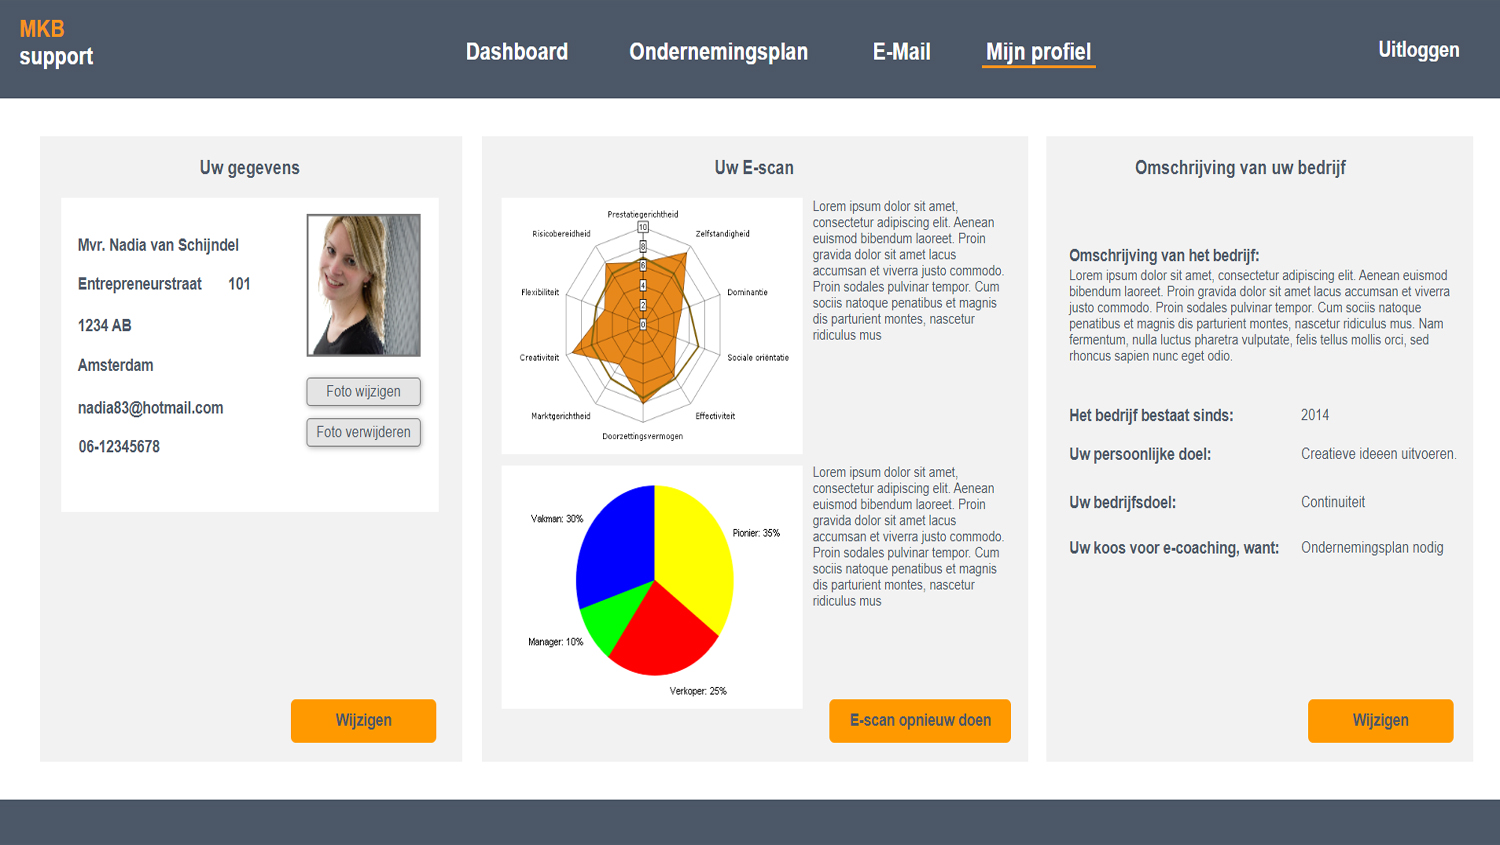 MKB
support
Dashboard
Ondernemingsplan
E-Mail
Mijn profiel
Uitloggen
Uw gegevens
Mvr. Nadia van Schijndel
Entrepreneurstraat 101
1234 AB
Amsterdam
nadia83@hotmail.com
06-12345678
Foto wijzigen
Foto verwijderen
Wijzigen
Uw E-scan
Prestatiegerichtheid
Risicobereidheid
Zelfstandigheid
Flexibiliteit
Dominantie
Creativiteit
Sociale oriëntatie
Marktgerichtheid
Effectiviteit
Doorzettingsvermogen
10
8
6
4
2
0
Lorem ipsum dolor sit amet,
consectetur adipiscing elit. Aenean
euismod bibendum laoreet. Proin
gravida dolor sit amet lacus
accumsan et viverra justo commodo.
Proin sodales pulvinar tempor. Cum
sociis natoque penatibus et magnis
dis parturient montes, nascetur
ridiculus mus
Vakman: 30%
Pionier: 35%
Manager: 10%
Verkoper: 25%
Lorem ipsum dolor sit amet,
consectetur adipiscing elit. Aenean
euismod bibendum laoreet. Proin
gravida dolor sit amet lacus
accumsan et viverra justo commodo.
Proin sodales pulvinar tempor. Cum
sociis natoque penatibus et magnis
dis parturient montes, nascetur
ridiculus mus
E-scan opnieuw doen
Omschrijving van uw bedrijf
Omschrijving van het bedrijf:
Lorem ipsum dolor sit amet, consectetur adipiscing elit. Aenean euismod
bibendum laoreet. Proin gravida dolor sit amet lacus accumsan et viverra
justo commodo. Proin sodales pulvinar tempor. Cum sociis natoque
penatibus et magnis dis parturient montes, nascetur ridiculus mus. Nam
fermentum, nulla luctus pharetra vulputate, felis tellus mollis orci, sed
rhoncus sapien nunc eget odio.
Het bedrijf bestaat sinds: 2014
Uw persoonlijke doel: Creatieve ideeen uitvoeren.
Uw bedrijfsdoel: Continuiteit
Uw koos voor e-coaching, want: Ondernemingsplan nodig
Wijzigen